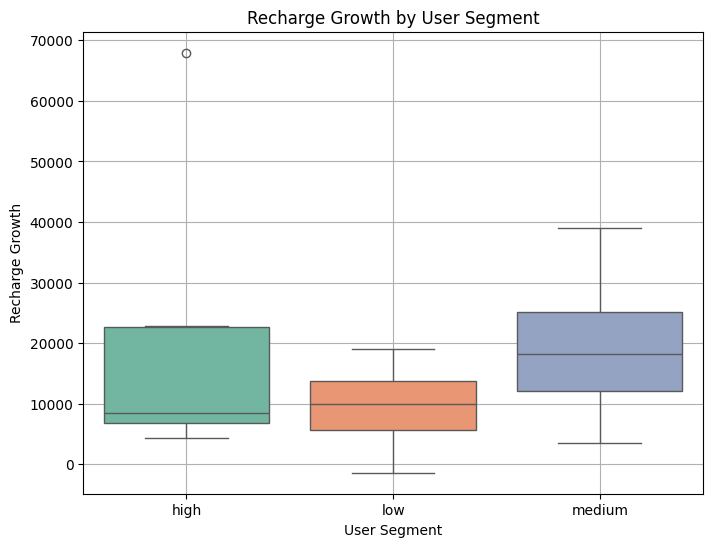 Recharge Growth by User Segment
70000
60000
50000
40000
30000
20000
10000
0
Recharge Growth
high
low
medium
User Segment